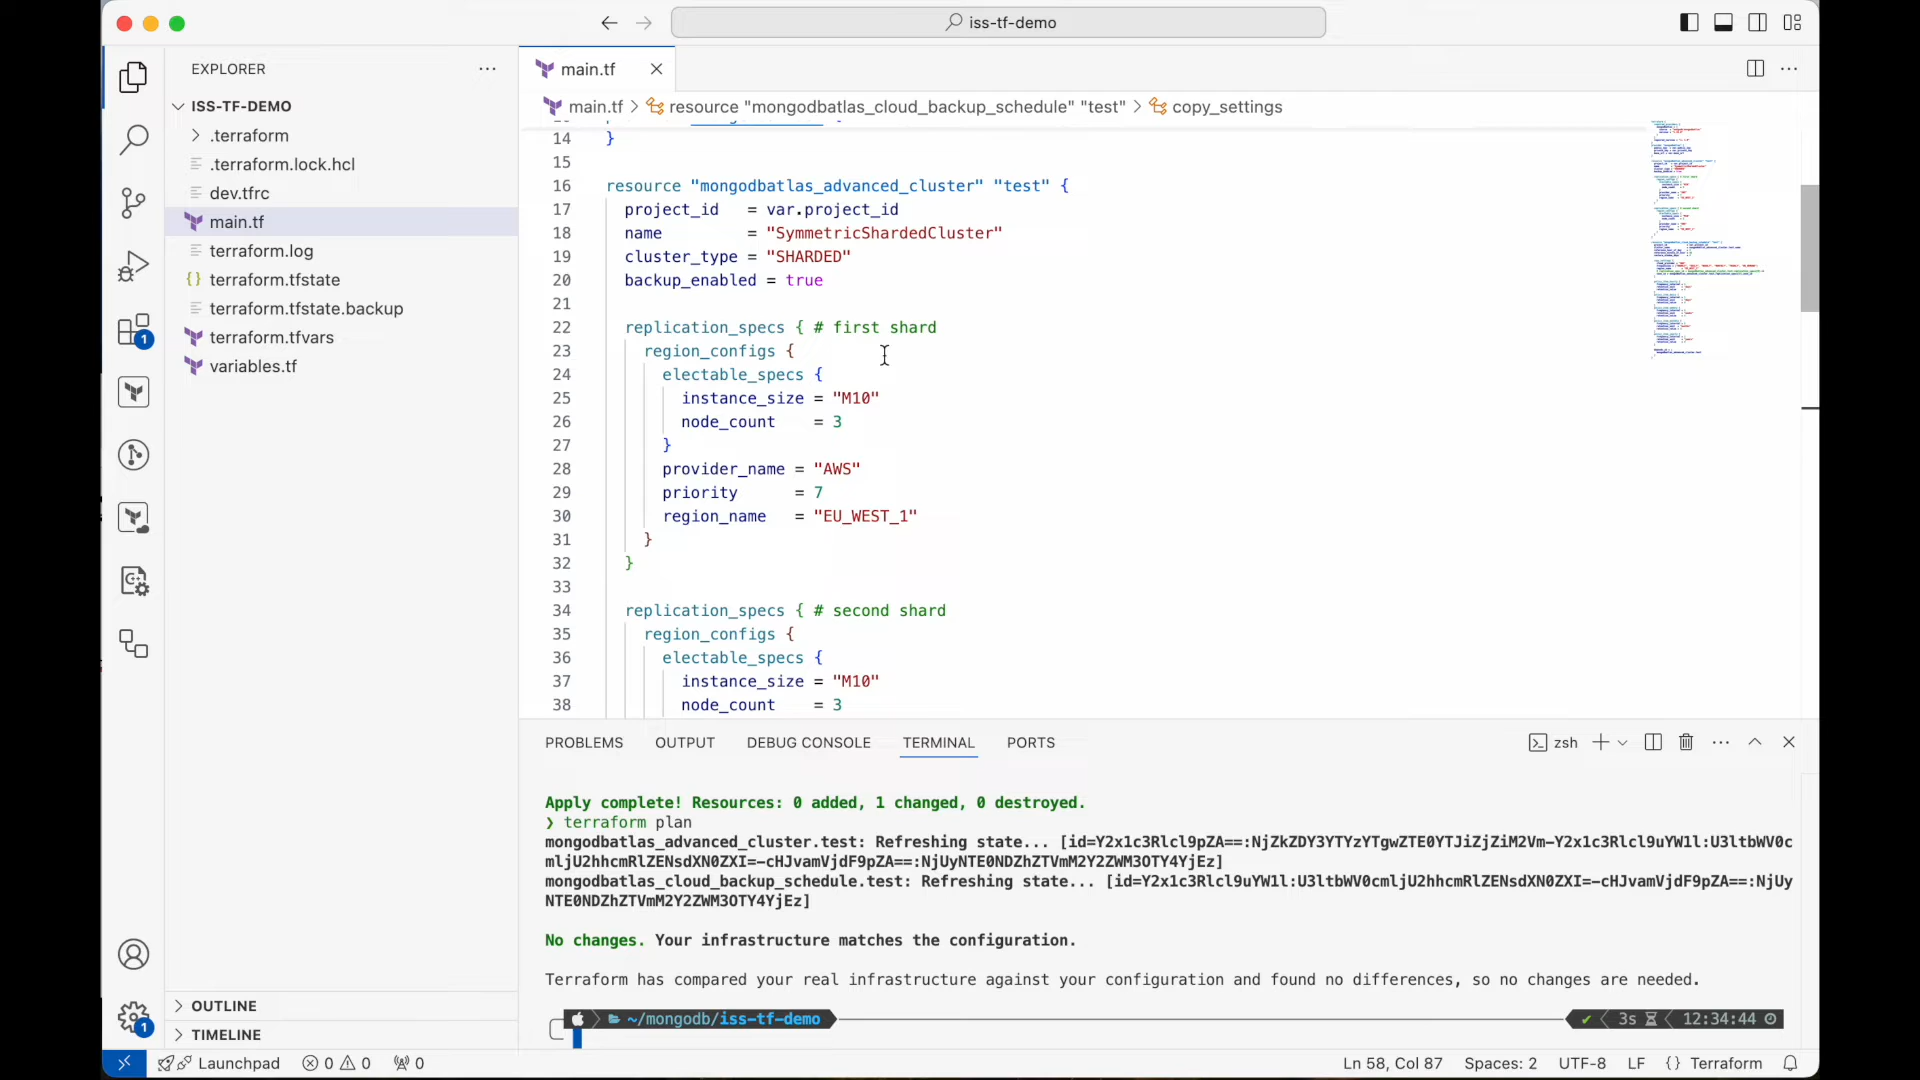 iss-tf-demo
EXPLORER
ISS-TF-DEMO
.terraform
.terraform.lock.hcl
dev.tfrc
main.tf
terraform.log
terraform.tfstate
terraform.tfstate.backup
terraform.tfvars
variables.tf
OUTLINE
TIMELINE
main.tf
main.tf > resource "mongodbatlas_cloud_backup_schedule" "test" > copy_settings
14 }
15
16 resource "mongodbatlas_advanced_cluster" "test" {
17 project_id = var.project_id
18 name = "SymmetricShardedCluster"
19 cluster_type = "SHARDED"
20 backup_enabled = true
21
22 replication_specs { # first shard
23 region_configs {
24 electable_specs {
25 instance_size = "M10"
26 node_count = 3
27 }
28 provider_name = "AWS"
29 priority = 7
30 region_name = "EU_WEST_1"
31 }
32 }
33
34 replication_specs { # second shard
35 region_configs {
36 electable_specs {
37 instance_size = "M10"
38 node_count = 3
PROBLEMS OUTPUT DEBUG CONSOLE TERMINAL PORTS
zsh
Apply complete! Resources: 0 added, 1 changed, 0 destroyed.
❯ terraform plan
mongodbatlas_advanced_cluster.test: Refreshing state... [id=Y2x1c3Rlcl9pZA==:NjZkZDY3YTYzYTgwZTE0YTJiZjZiM2Vm-Y2x1c3Rlcl9uYW1l:U3ltbWV0c
mljU2hhcmRlZENsdXN0ZXI=-cHJvamVjdF9pZA==:NjUyNTE0NDZhZTVmM2Y2ZWM3OTY4YjEz]
mongodbatlas_cloud_backup_schedule.test: Refreshing state... [id=Y2x1c3Rlcl9uYW1l:U3ltbWV0cmljU2hhcmRlZENsdXN0ZXI=-cHJvamVjdF9pZA==:NjUy
NTE0NDZhZTVmM2Y2ZWM3OTY4YjEz]
No changes. Your infrastructure matches the configuration.
Terraform has compared your real infrastructure against your configuration and found no differences, so no changes are needed.
~/mongodb/iss-tf-demo
✔ 3s 12:34:44
1
1
Launchpad 0 0 0
Ln 58, Col 87 Spaces: 2 UTF-8 LF {} Terraform